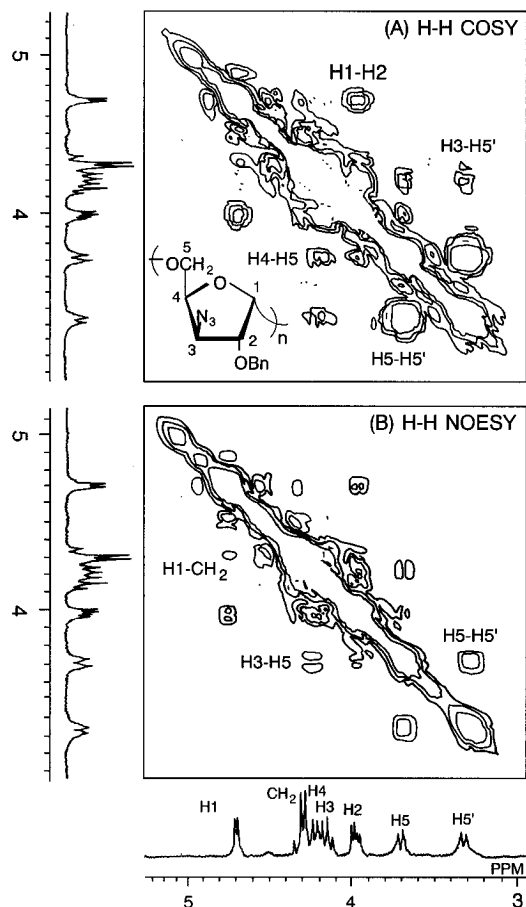 (A) H-H COSY
5
H1-H2
H3-H5'
4
H4-H5
5
OCH2
O
4
1
N3
n
3
2
OBn
H5-H5'
(B) H-H NOESY
5
H1-CH2
H5-H5'
4
H3-H5
H1
CH2
H4
H3
H2
H5
H5'
PPM
5
4
3